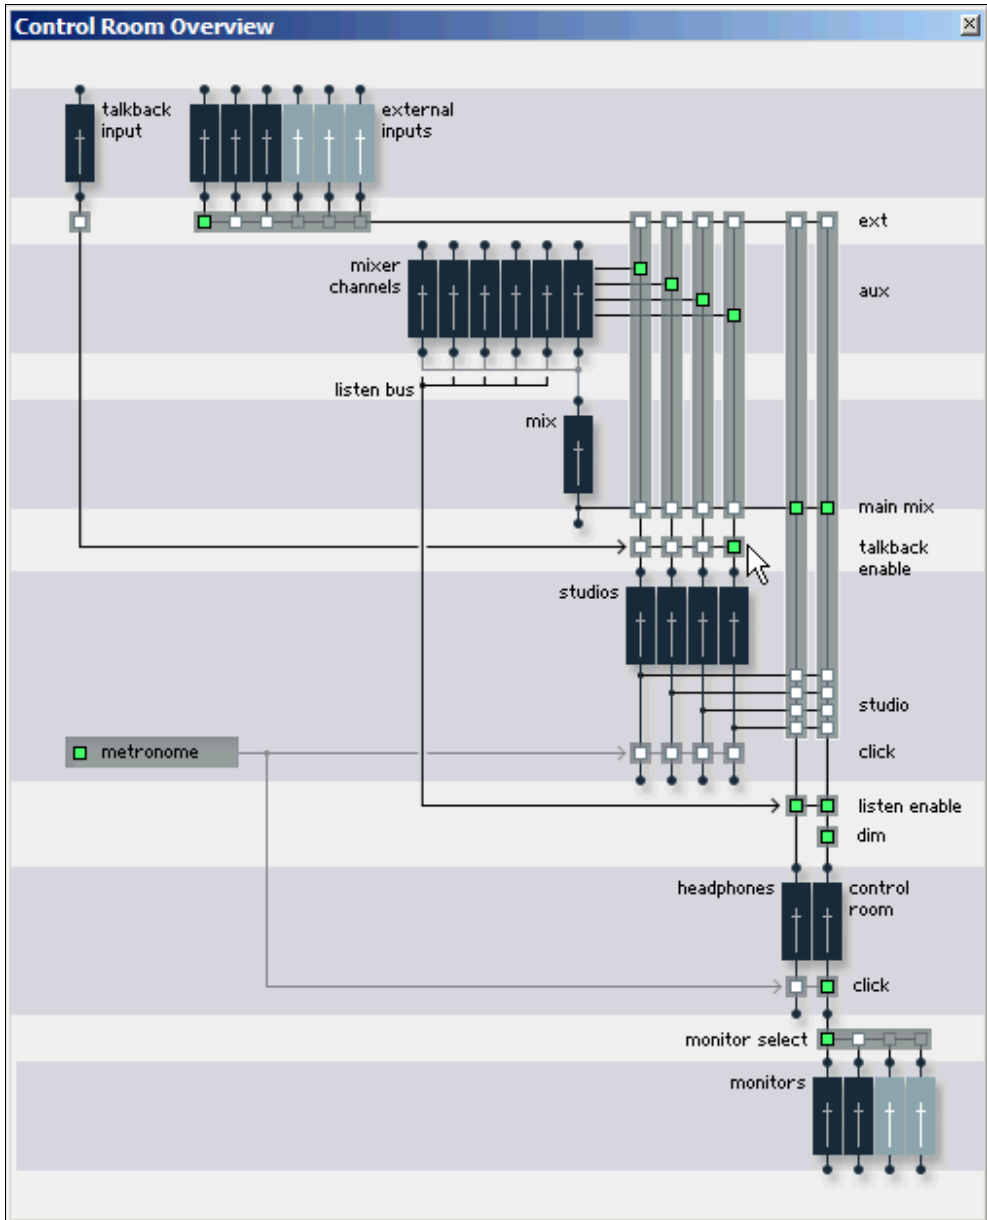 Control Room Overview
talkback
input
external
inputs
ext
mixer
channels
aux
listen bus
mix
main mix
talkback
enable
studios
studio
metronome
click
listen enable
dim
headphones
control
room
click
monitor select
monitors